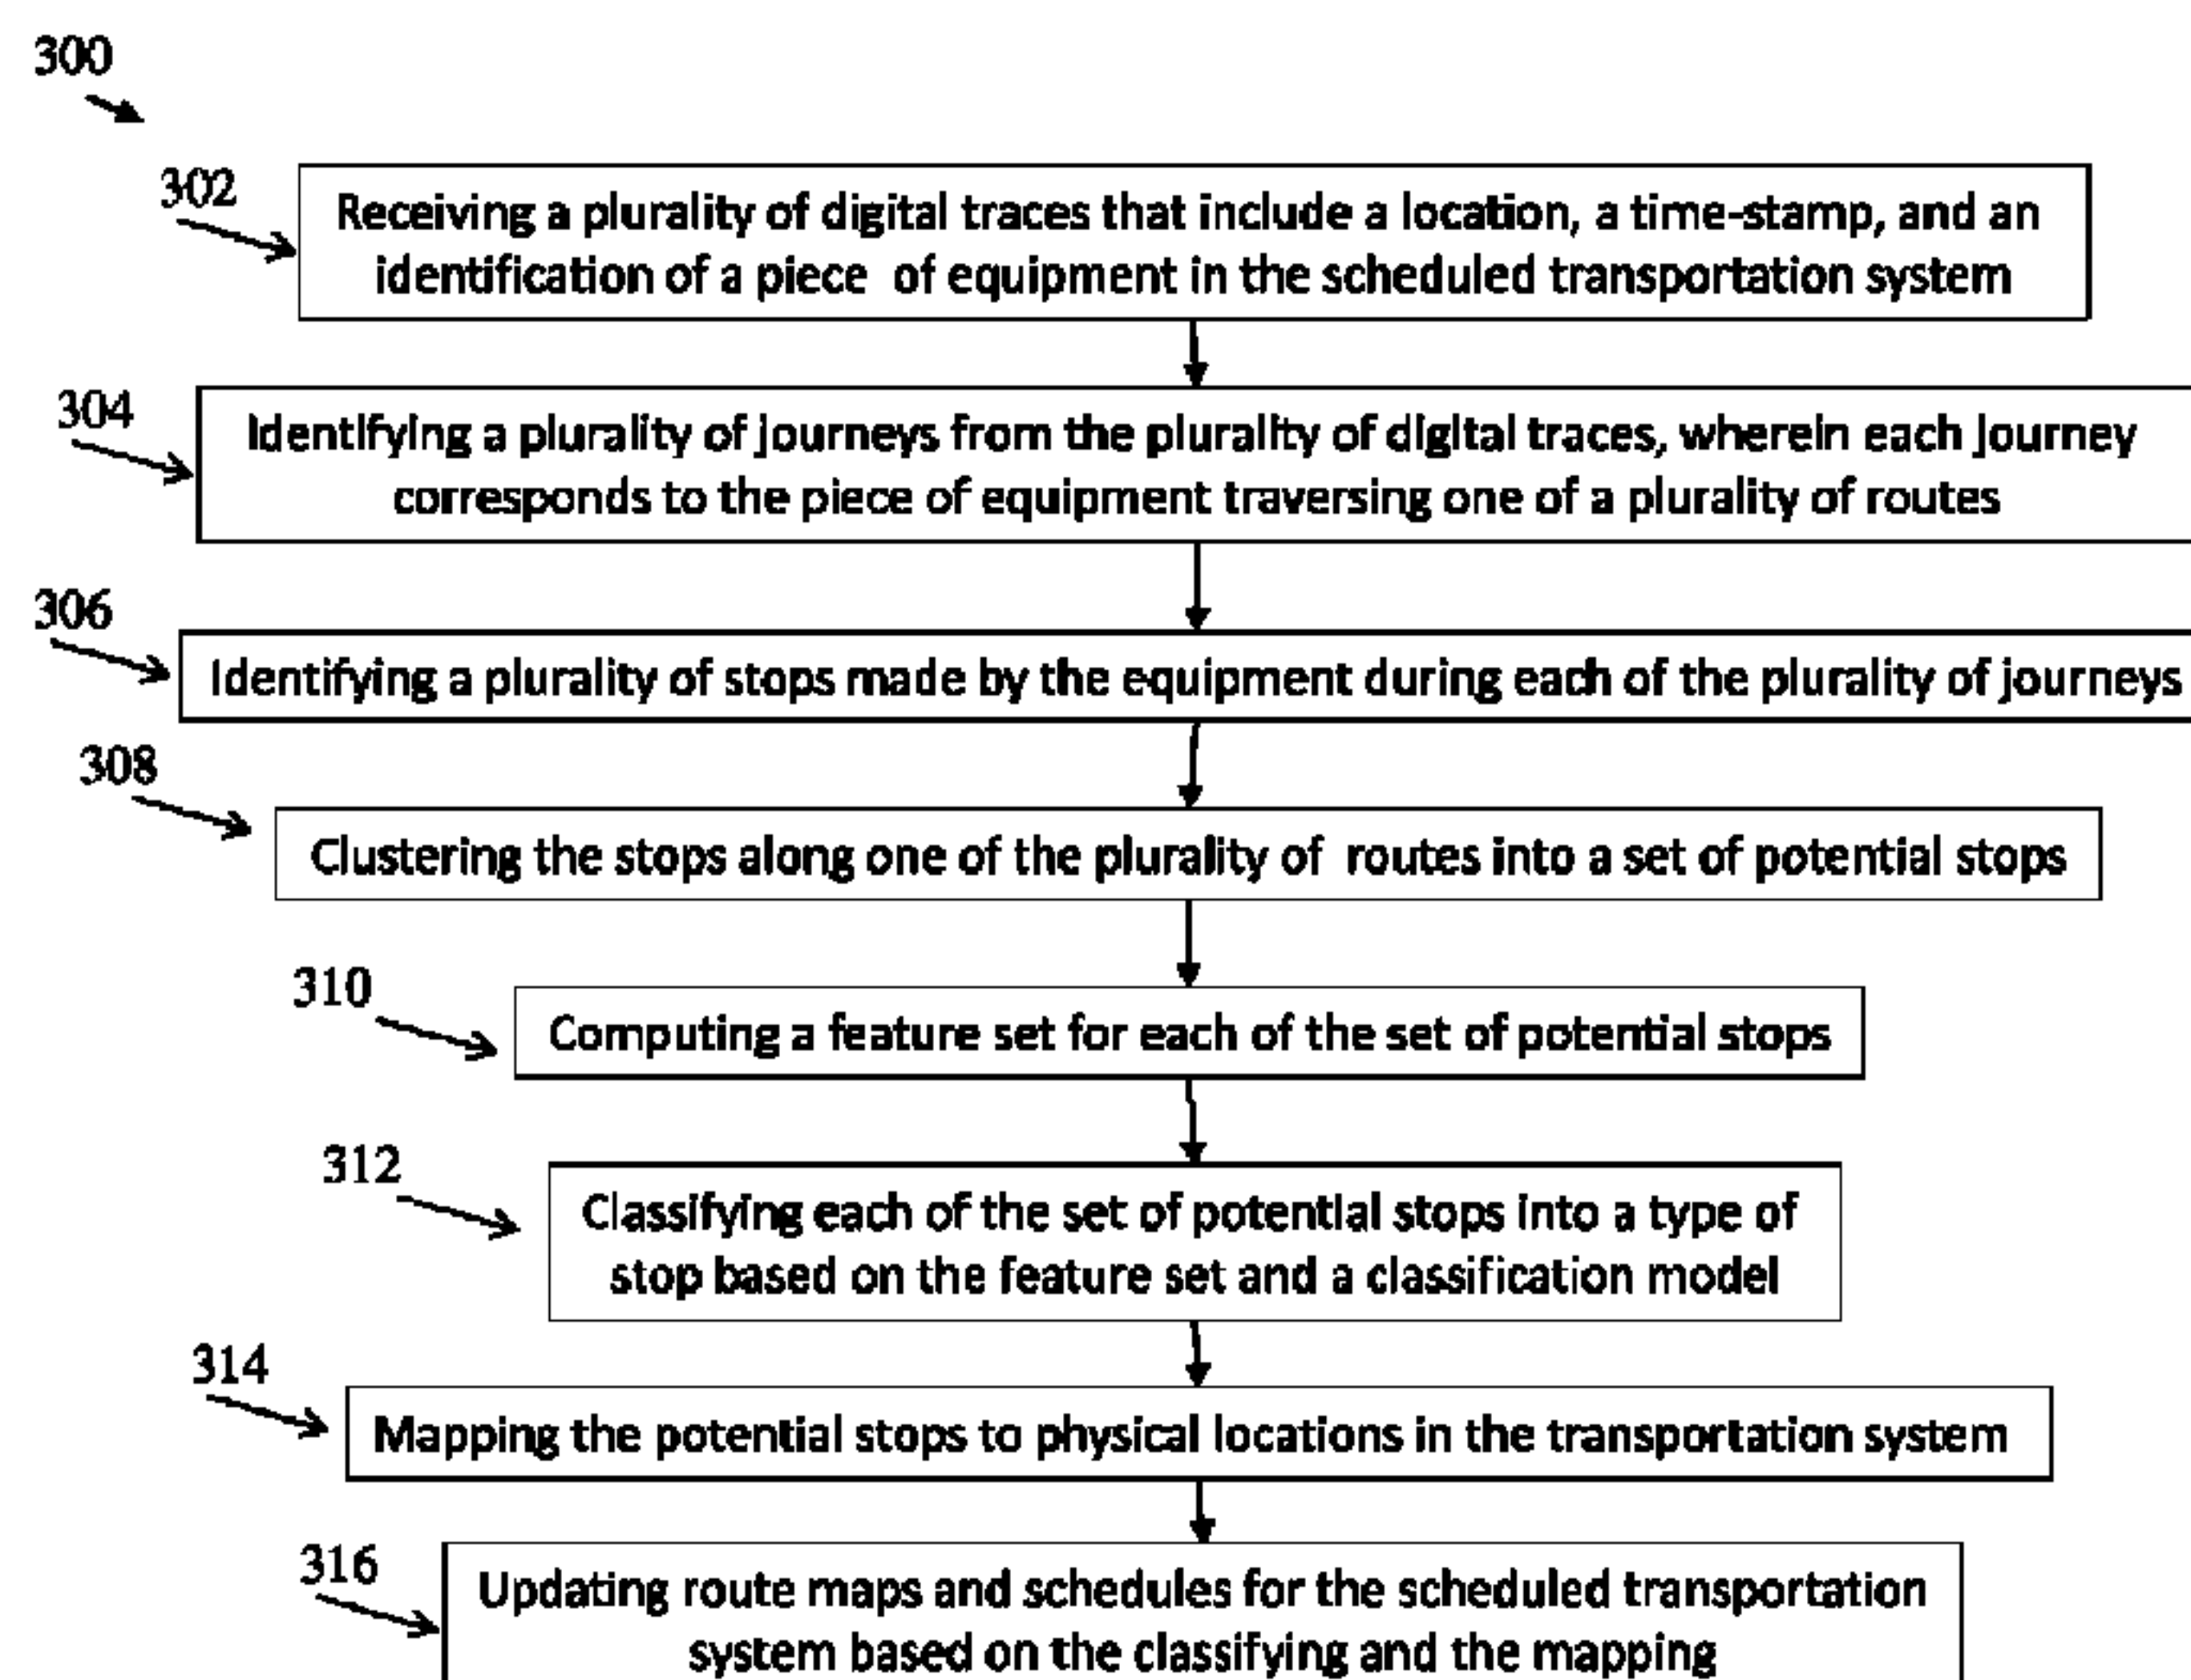 300
302
Receiving a plurality of digital traces that include a location, a time-stamp, and an
identification of a piece of equipment in the scheduled transportation system
304
Identifying a plurality of journeys from the plurality of digital traces, wherein each journey
corresponds to the piece of equipment traversing one of a plurality of routes
306
Identifying a plurality of stops made by the equipment during each of the plurality of journeys
308
Clustering the stops along one of the plurality of routes into a set of potential stops
310
Computing a feature set for each of the set of potential stops
312
Classifying each of the set of potential stops into a type of
stop based on the feature set and a classification model
314
Mapping the potential stops to physical locations in the transportation system
316
Updating route maps and schedules for the scheduled transportation
system based on the classifying and the mapping